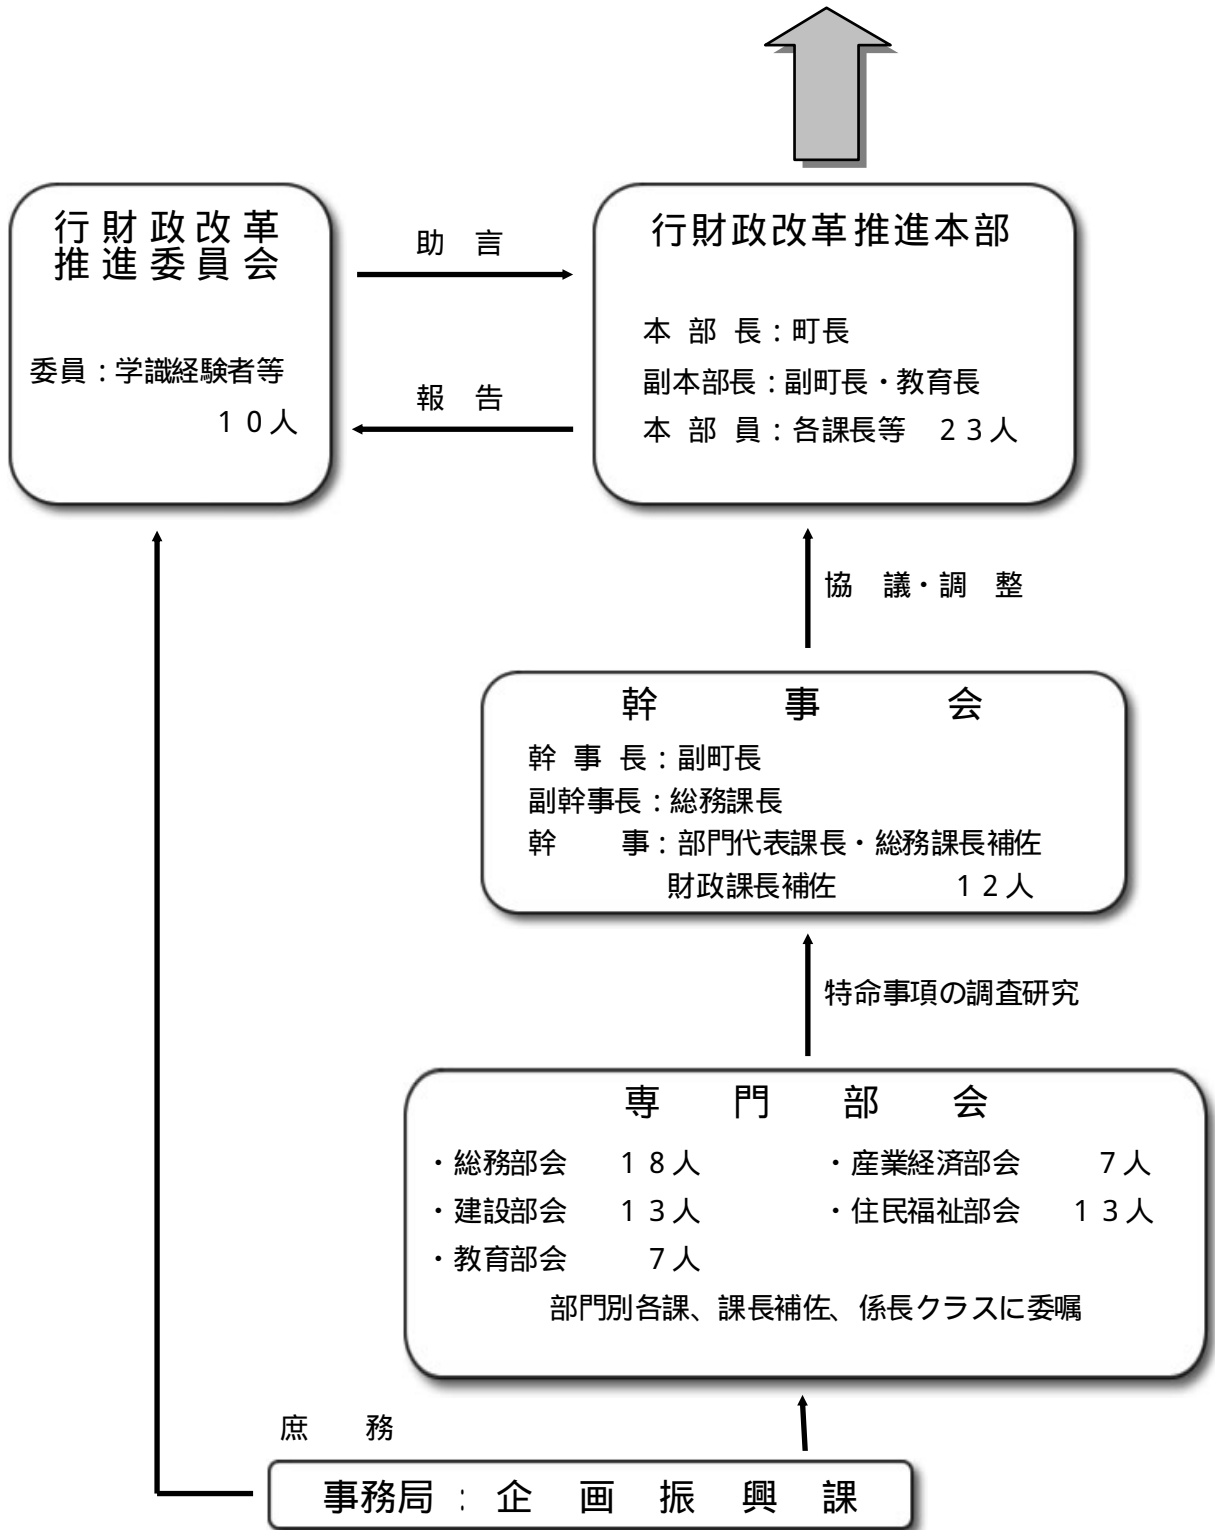 行財政改革
推進委員会
委員：学識経験者等
１０人
助　言
報　告
行財政改革推進本部
本　部　長：町長
副本部長：副町長・教育長
本　部　員：各課長等　２３人
協　議・調　整
幹　事　会
幹　事　長：副町長
副幹事長：総務課長
幹　　事：部門代表課長・総務課長補佐
財政課長補佐　１２人
特命事項の調査研究
専　門　部　会
・総務部会　１８人　・産業経済部会　７人
・建設部会　１３人　・住民福祉部会　１３人
・教育部会　７人
部門別各課、課長補佐、係長クラスに委嘱
庶　務
事務局：企　画　振　興　課